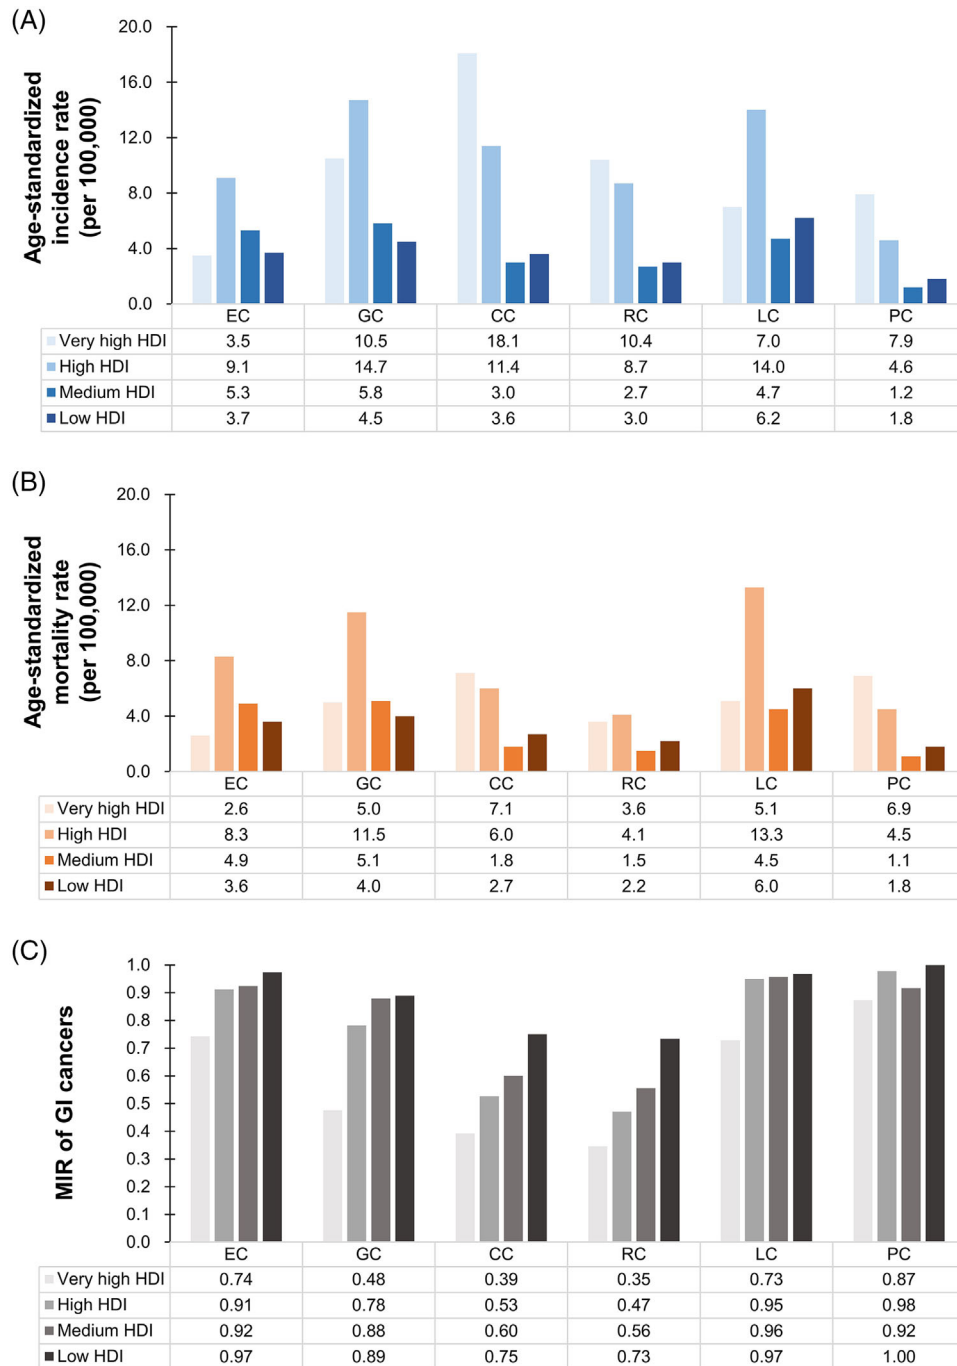 (A)
Age-standardized
incidence rate
(per 100,000)
20.0
16.0
12.0
8.0
4.0
0.0
EC GC CC RC LC PC
Very high HDI 3.5 10.5 18.1 10.4 7.0 7.9
High HDI 9.1 14.7 11.4 8.7 14.0 4.6
Medium HDI 5.3 5.8 3.0 2.7 4.7 1.2
Low HDI 3.7 4.5 3.6 3.0 6.2 1.8
(B)
Age-standardized
mortality rate
(per 100,000)
20.0
16.0
12.0
8.0
4.0
0.0
EC GC CC RC LC PC
Very high HDI 2.6 5.0 7.1 3.6 5.1 6.9
High HDI 8.3 11.5 6.0 4.1 13.3 4.5
Medium HDI 4.9 5.1 1.8 1.5 4.5 1.1
Low HDI 3.6 4.0 2.7 2.2 6.0 1.8
(C)
MIR of GI cancers
1.0
0.9
0.8
0.7
0.6
0.5
0.4
0.3
0.2
0.1
0.0
EC GC CC RC LC PC
Very high HDI 0.74 0.48 0.39 0.35 0.73 0.87
High HDI 0.91 0.78 0.53 0.47 0.95 0.98
Medium HDI 0.92 0.88 0.60 0.56 0.96 0.92
Low HDI 0.97 0.89 0.75 0.73 0.97 1.00